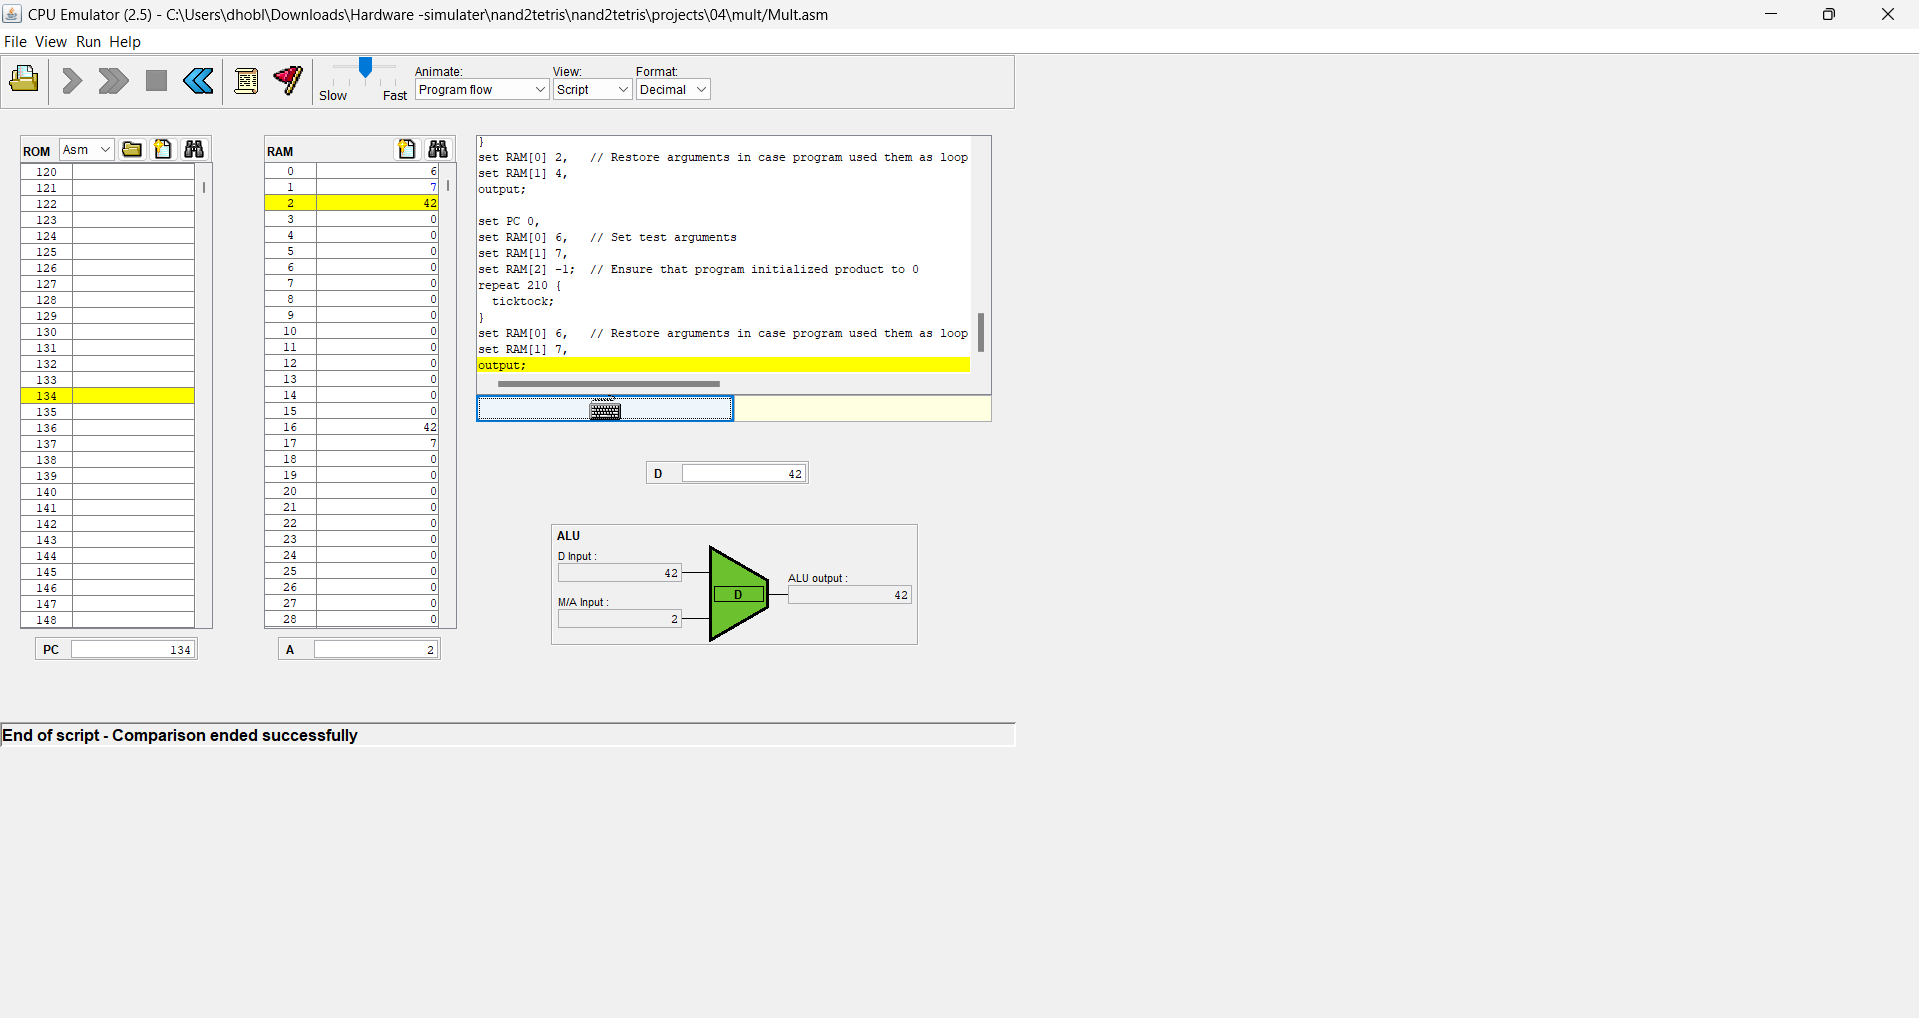 CPU Emulator (2.5) - C:\Users\dhobl\Downloads\Hardware -simulater\nand2tetris\nand2tetris\projects\04\mult/Mult.asm
File View Run Help
Slow Fast
Animate: View: Format:
Program flow Script Decimal
ROM Asm
120
121
122
123
124
125
126
127
128
129
130
131
132
133
134
135
136
137
138
139
140
141
142
143
144
145
146
147
148
PC 134
RAM
0 6
1 7
2 42
3 0
4 0
5 0
6 0
7 0
8 0
9 0
10 0
11 0
12 0
13 0
14 0
15 0
16 42
17 7
18 0
19 0
20 0
21 0
22 0
23 0
24 0
25 0
26 0
27 0
28 0
A 2
}
set RAM[0] 2,   // Restore arguments in case program used them as loop
set RAM[1] 4,
output;
set PC 0,
set RAM[0] 6,   // Set test arguments
set RAM[1] 7,
set RAM[2] -1;  // Ensure that program initialized product to 0
repeat 210 {
  ticktock;
}
set RAM[0] 6,   // Restore arguments in case program used them as loop
set RAM[1] 7,
output;
D 42
ALU
D Input :
42
M/A Input :
2
D
ALU output :
42
End of script - Comparison ended successfully